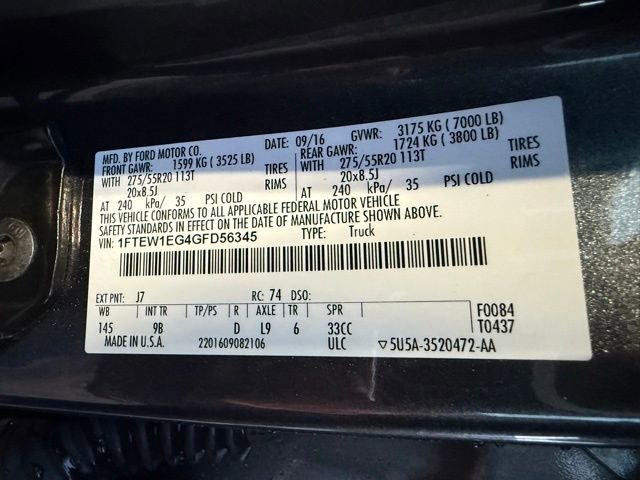 MFD. BY FORD MOTOR CO. 09/16 GVWR: 3175 KG ( 7000 LB)
FRONT GAWR: 1599 KG ( 3525 LB) REAR GAWR: 1724 KG ( 3800 LB)
WITH 275/55R20 113T TIRES WITH 275/55R20 113T TIRES
20x8.5J RIMS 20x8.5J RIMS
AT 240 kPa/ 35 PSI COLD AT 240 kPa/ 35 PSI COLD
THIS VEHICLE CONFORMS TO ALL APPLICABLE FEDERAL MOTOR VEHICLE
SAFETY STANDARDS IN EFFECT ON THE DATE OF MANUFACTURE SHOWN ABOVE.
VIN: 1FTEW1EG4GFD56345 TYPE: Truck
EXT PNT: J7 RC: 74 DSO:
WB INT TR TP/PS R AXLE TR SPR F0084
145 9B D L9 6 33CC T0437
MADE IN U.S.A. 2201609082106 ULC ▽5U5A-3520472-AA